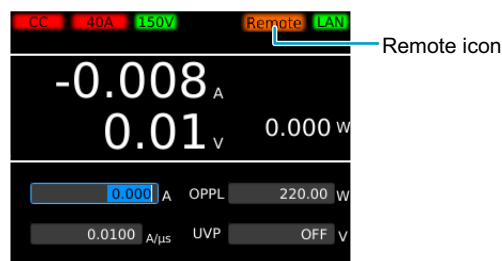 CC 40A 150V Remote LAN
Remote icon
-0.008 A
0.01 V 0.000 W
0.000 A OPPL 220.00 W
0.0100 A/µs UVP OFF V